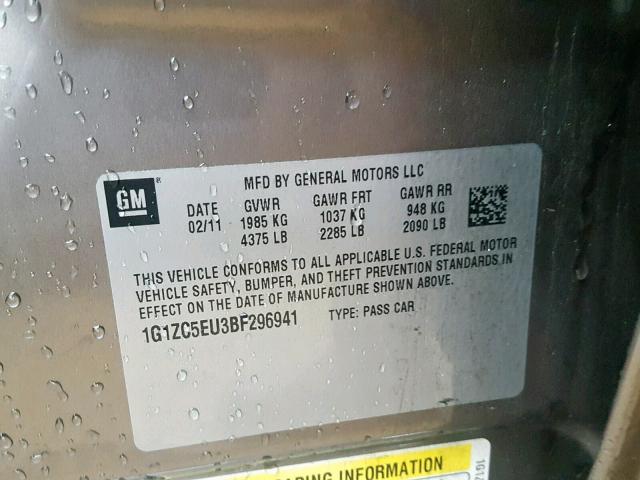 GM
MFD BY GENERAL MOTORS LLC
DATE GVWR GAWR FRT GAWR RR
02/11 1985 KG 1037 KG 948 KG
4375 LB 2285 LB 2090 LB
THIS VEHICLE CONFORMS TO ALL APPLICABLE U.S. FEDERAL MOTOR
VEHICLE SAFETY, BUMPER, AND THEFT PREVENTION STANDARDS IN
EFFECT ON THE DATE OF MANUFACTURE SHOWN ABOVE.
1G1ZC5EU3BF296941 TYPE: PASS CAR
ADING INFORMATION